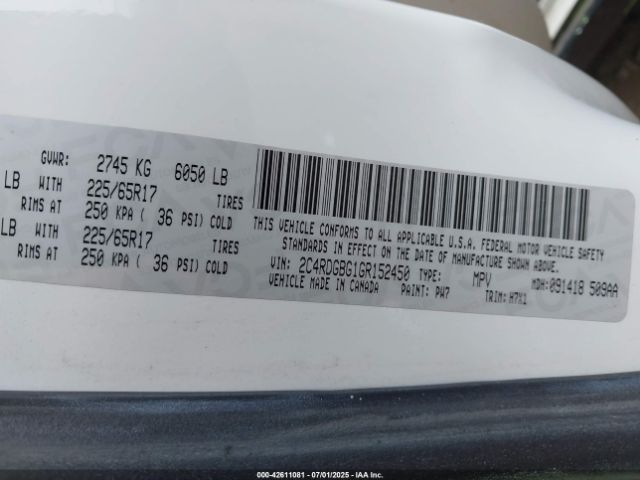 GVWR: 2745 KG 6050 LB
LB WITH 225/65R17 TIRES
RIMS AT 250 KPA ( 36 PSI) COLD
LB WITH 225/65R17 TIRES
RIMS AT 250 KPA ( 36 PSI) COLD
THIS VEHICLE CONFORMS TO ALL APPLICABLE U.S.A. FEDERAL MOTOR VEHICLE SAFETY
STANDARDS IN EFFECT ON THE DATE OF MANUFACTURE SHOWN ABOVE.
VIN: 2C4RDGBG1GR152450 TYPE: MPV MDH:091418 509AA
VEHICLE MADE IN CANADA PAINT: PW7 TRIM: H7X1
000-42611081 - 07/01/2025 - IAA Inc.